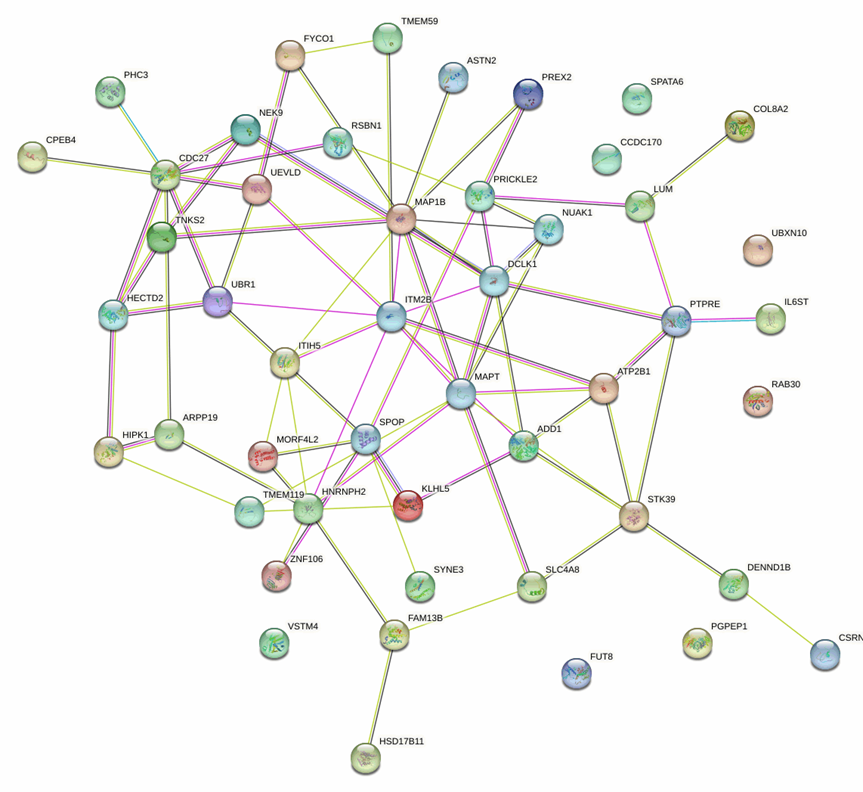 TMEM59
FYCO1
ASTN2
PHC3
PREX2
SPATA6
COL8A2
NEK9
RSBN1
CPEB4
CDC27
CCDC170
UEVLD
PRICKLE2
LUM
MAP1B
NUAK1
TNKS2
UBXN10
DCLK1
UBR1
HECTD2
ITM2B
PTPRE
IL6ST
ITIH5
MAPT
ATP2B1
RAB30
ARPP19
SPOP
HIPK1
MORF4L2
ADD1
TMEM119
HNRNPH2
KLHL5
STK39
ZNF106
SYNE3
SLC4A8
DENND1B
VSTM4
FAM13B
PGPEP1
CSRN
FUT8
HSD17B11